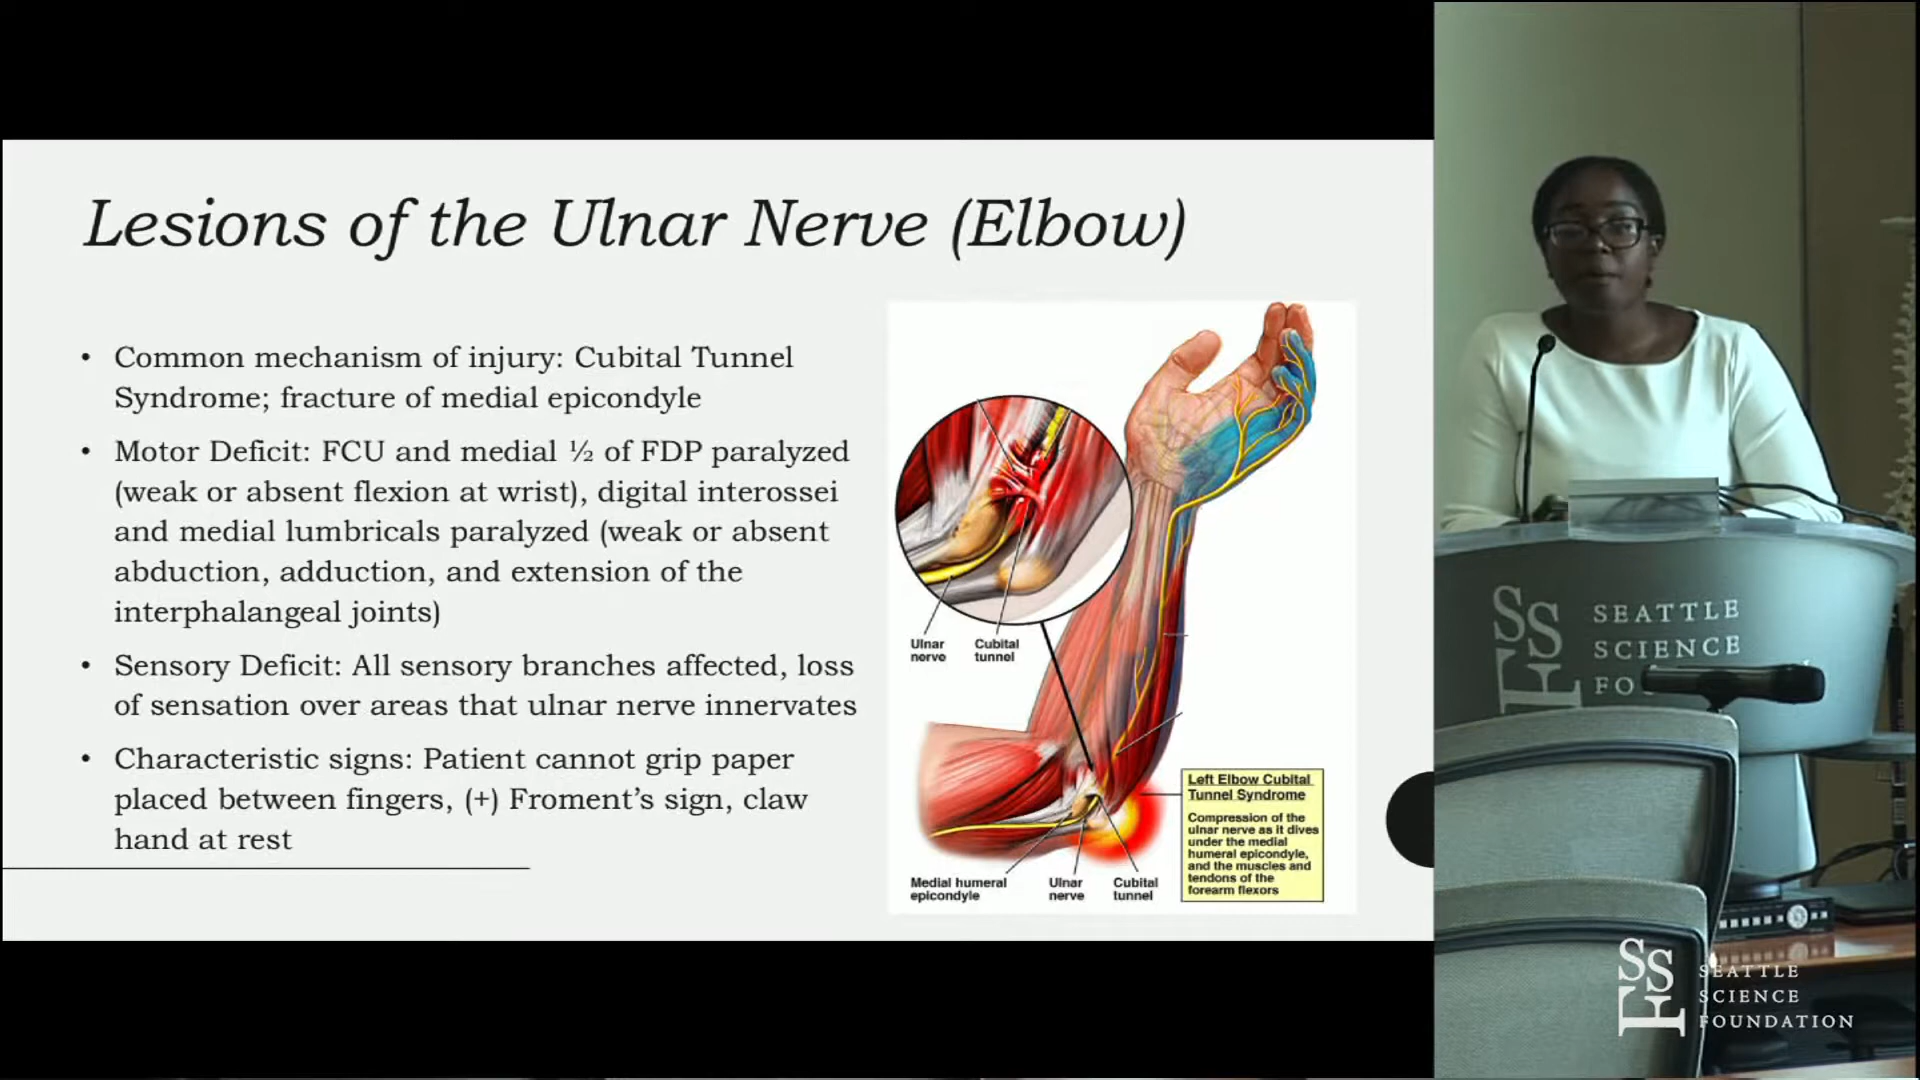 Lesions of the Ulnar Nerve (Elbow)
• Common mechanism of injury: Cubital Tunnel
Syndrome; fracture of medial epicondyle
• Motor Deficit: FCU and medial ½ of FDP paralyzed
(weak or absent flexion at wrist), digital interossei
and medial lumbricals paralyzed (weak or absent
abduction, adduction, and extension of the
interphalangeal joints)
• Sensory Deficit: All sensory branches affected, loss
of sensation over areas that ulnar nerve innervates
• Characteristic signs: Patient cannot grip paper
placed between fingers, (+) Froment’s sign, claw
hand at rest
Ulnar
nerve
Cubital
tunnel
Left Elbow Cubital
Tunnel Syndrome
Compression of the
ulnar nerve as it dives
under the medial
humeral epicondyle,
and the muscles and
tendons of the
forearm flexors
Medial humeral
epicondyle
Ulnar
nerve
Cubital
tunnel
SSF
SEATTLE
SCIENCE
SSF
SEATTLE
SCIENCE
FOUNDATION